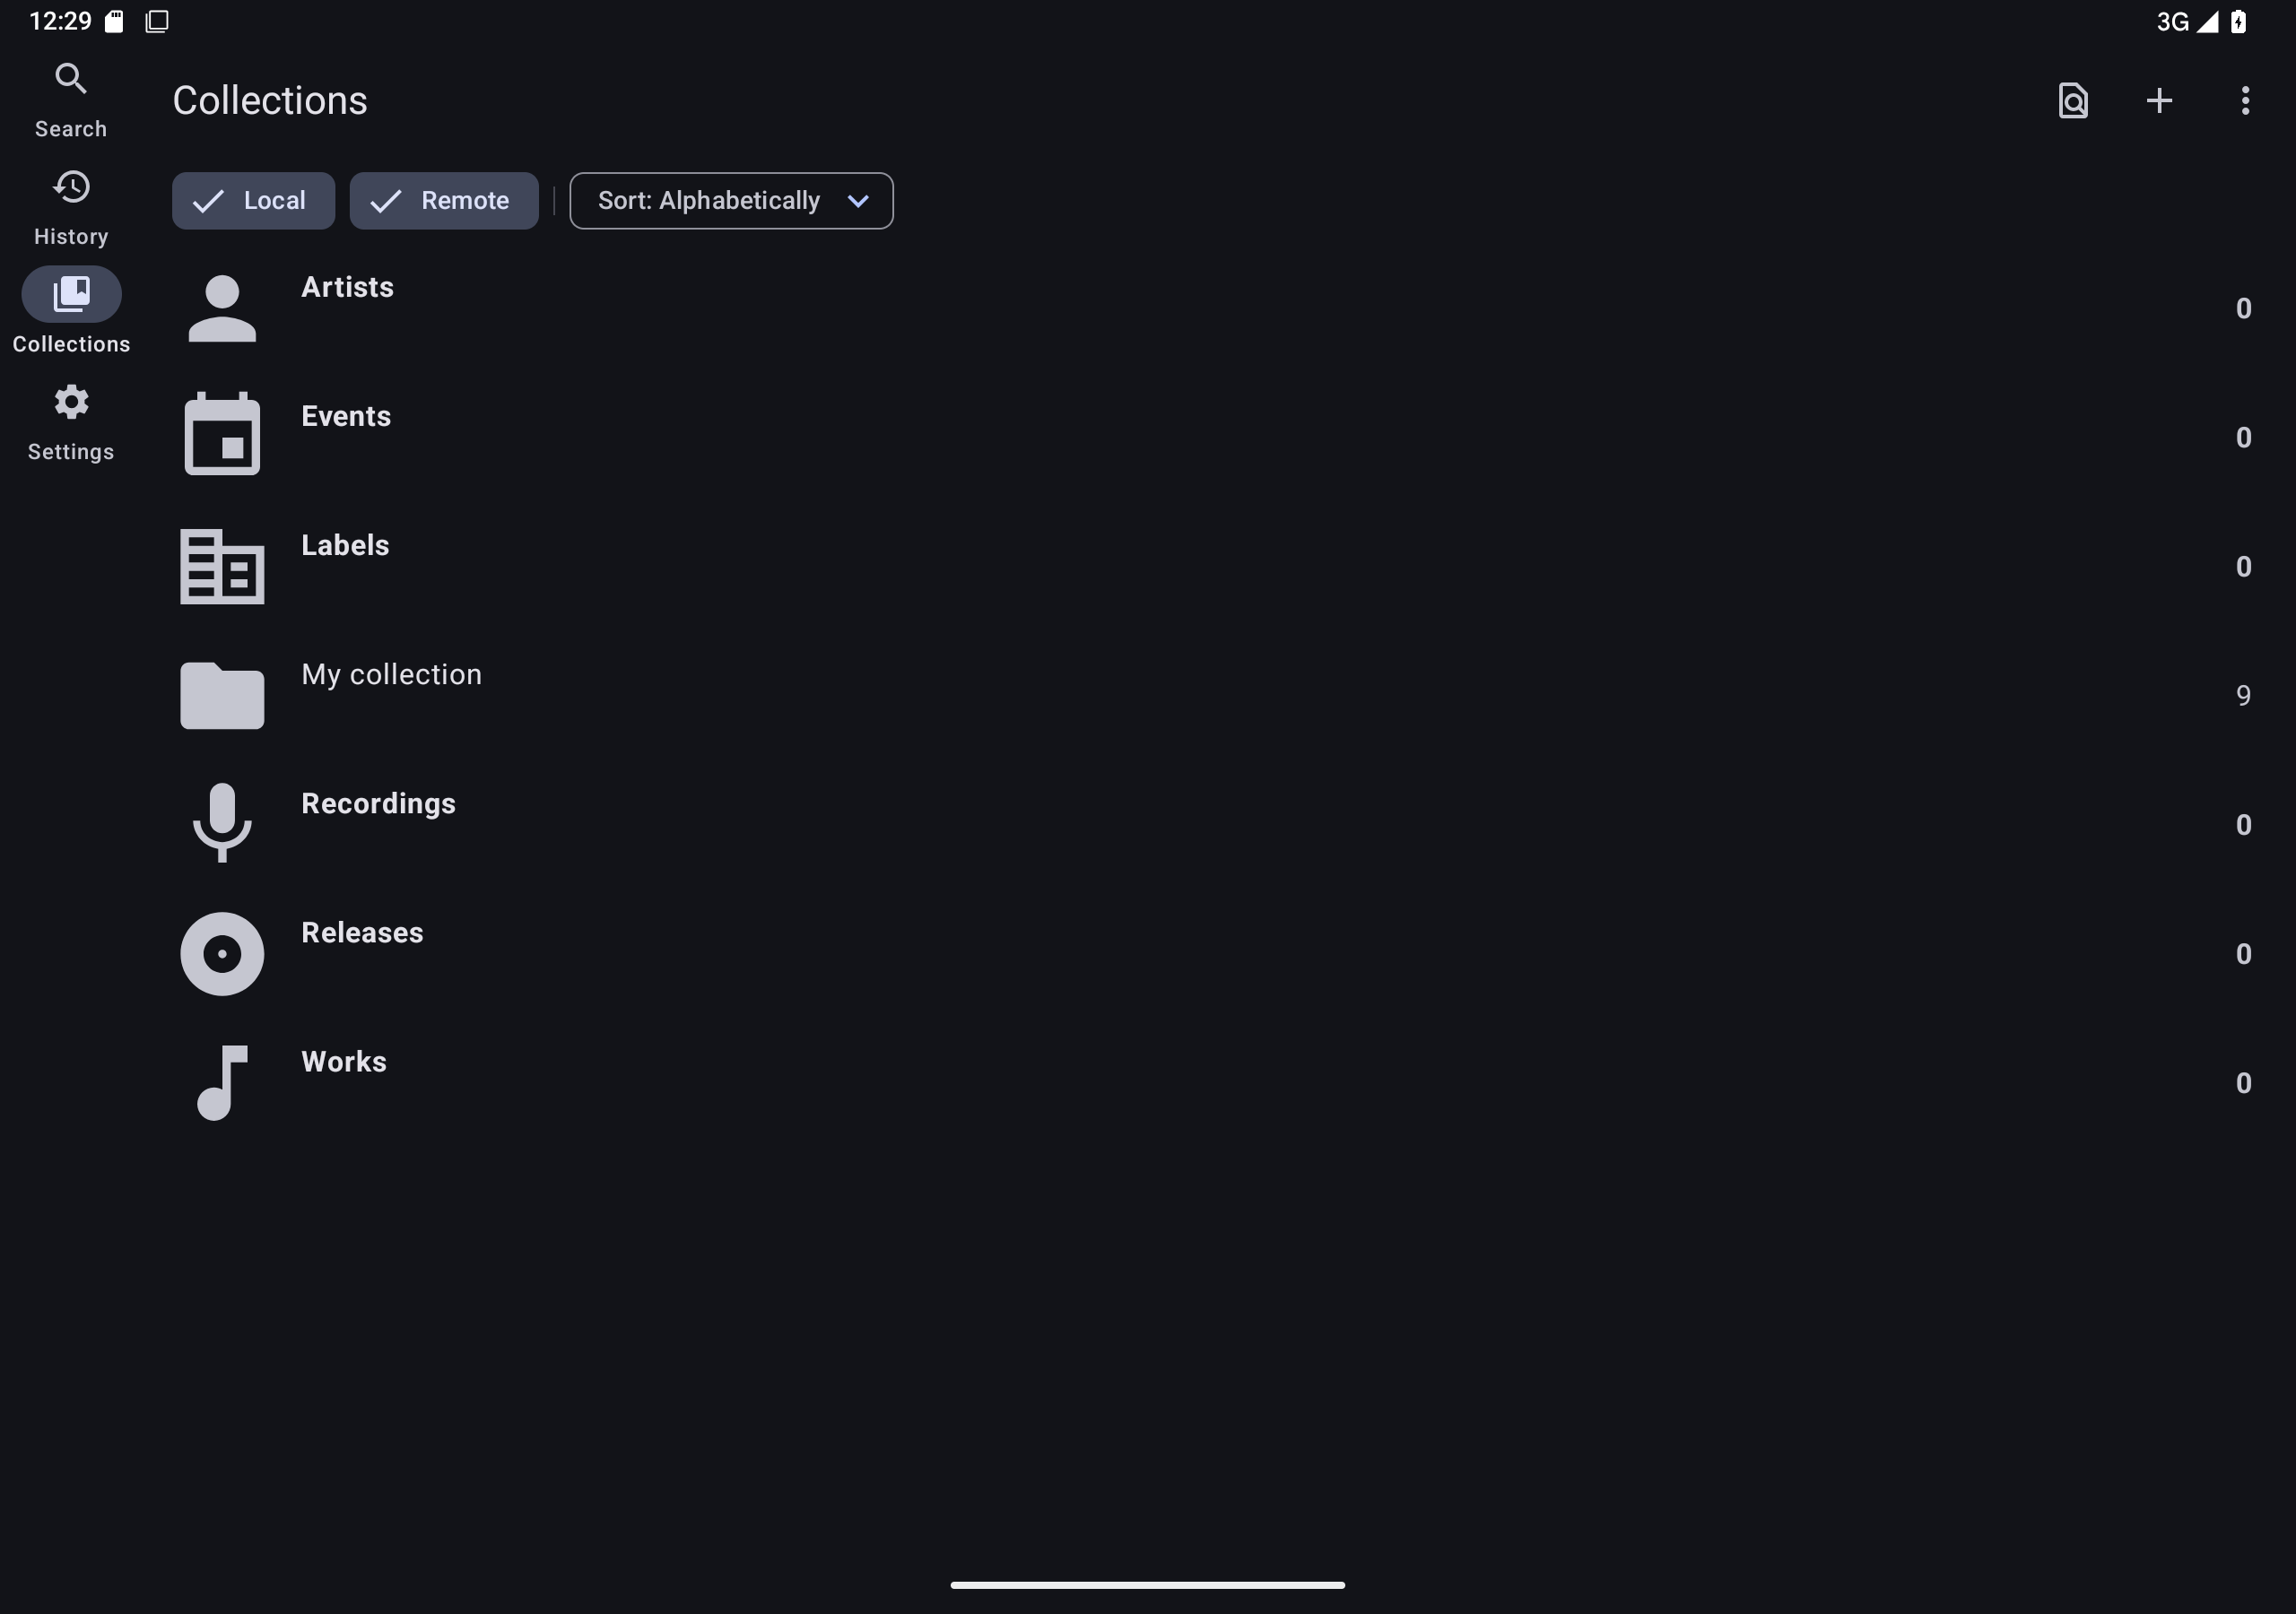 12:29
3G
Search
History
Collections
Settings
Collections
Local
Remote
Sort: Alphabetically
Artists
0
Events
0
Labels
0
My collection
9
Recordings
0
Releases
0
Works
0